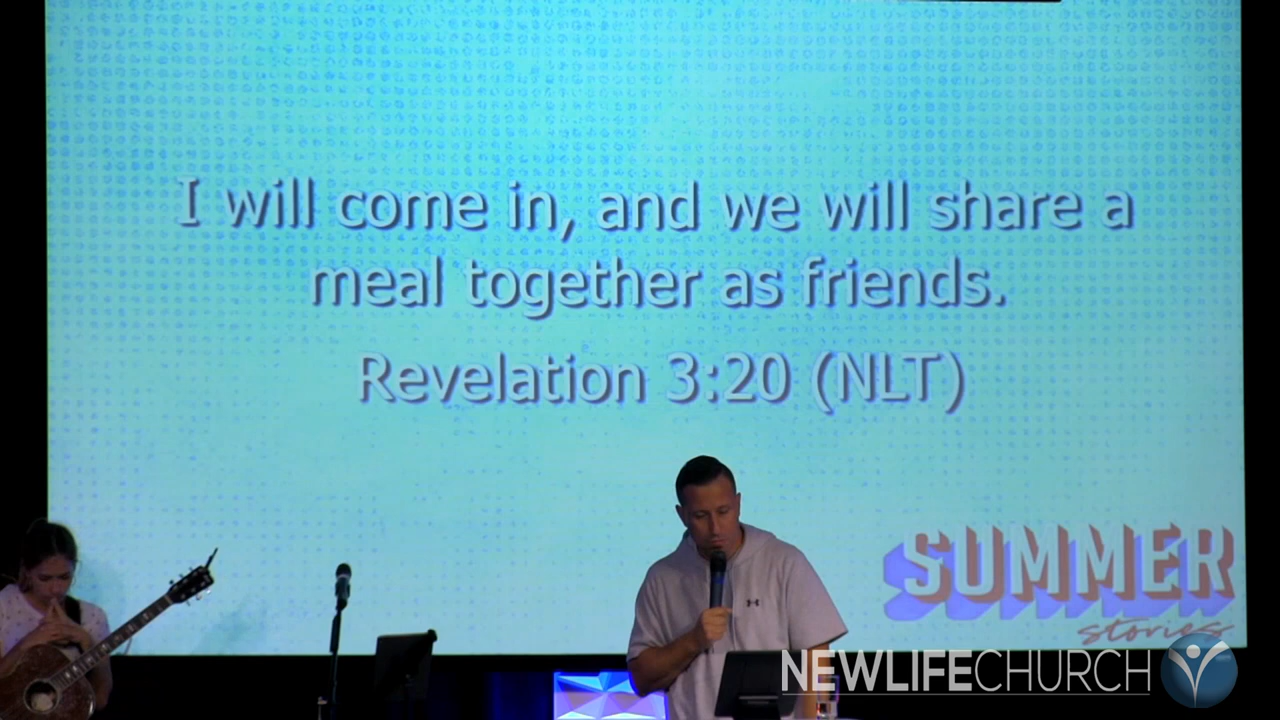 I will come in, and we will share a
meal together as friends.
Revelation 3:20 (NLT)
SUMMER
stories
NEWLIFECHURCH